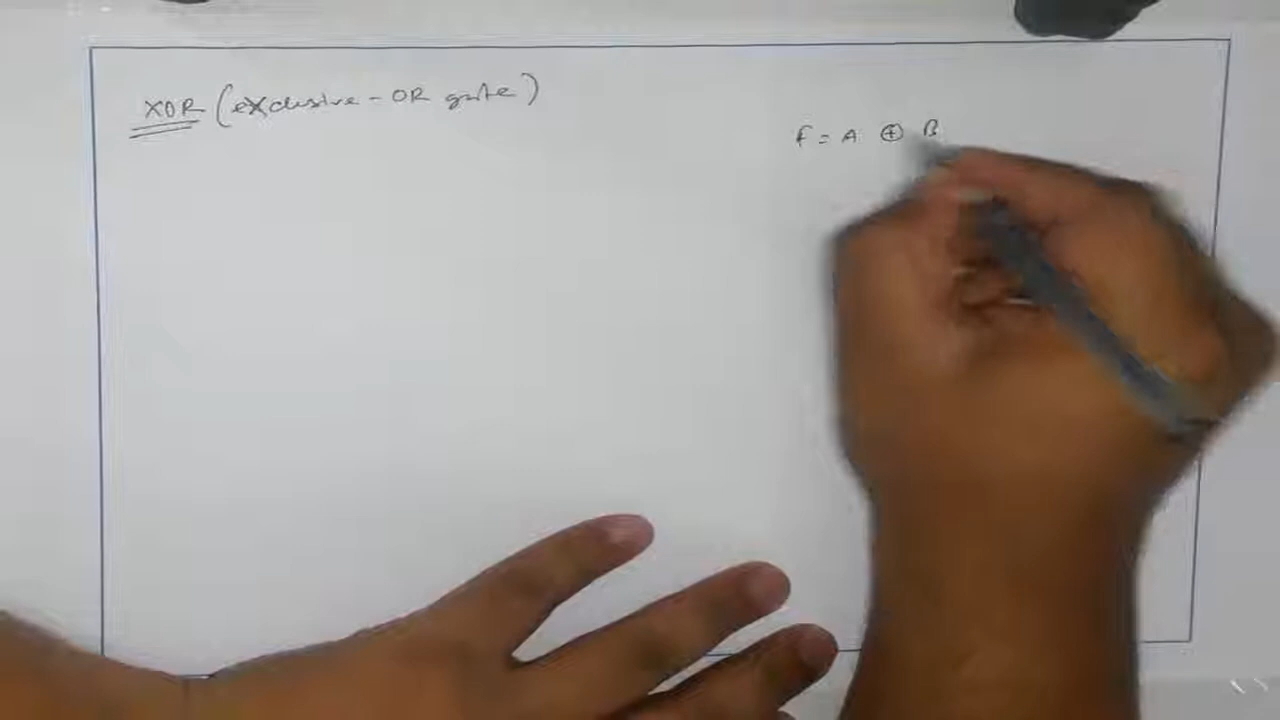 XOR (eXclusive - OR gate)
F = A ⊕ B